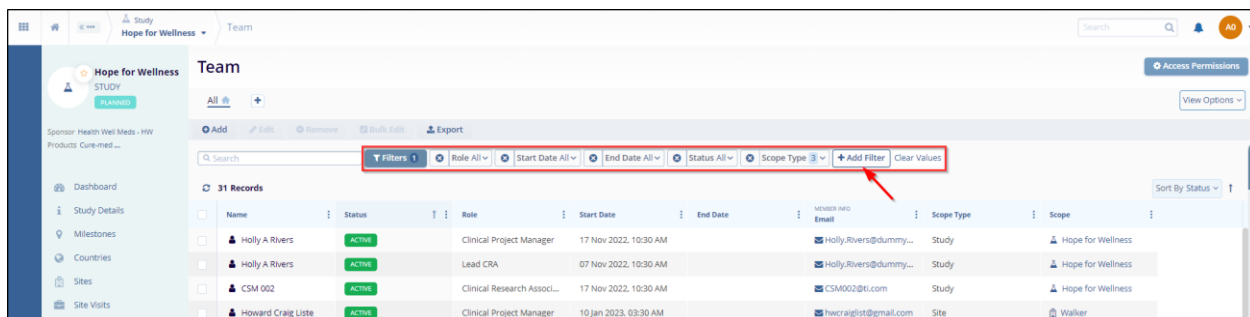 Study
Hope for Wellness
Team
Search
AO
Hope for Wellness
STUDY
PLANNED
Sponsor Health Well Meds - HW
Products Cure-med ...
Dashboard
Study Details
Milestones
Countries
Sites
Site Visits
Team
Access Permissions
All
View Options
Add Edit Remove Bulk Edit Export
Search
Filters 1 Role All Start Date All End Date All Status All Scope Type 3 + Add Filter Clear Values
31 Records
Sort By Status
Name Status Role Start Date End Date MEMBER INFO Email Scope Type Scope
Holly A Rivers ACTIVE Clinical Project Manager 17 Nov 2022, 10:30 AM Holly.Rivers@dummy... Study Hope for Wellness
Holly A Rivers ACTIVE Lead CRA 07 Nov 2022, 10:30 AM Holly.Rivers@dummy... Study Hope for Wellness
CSM 002 ACTIVE Clinical Research Associ... 17 Nov 2022, 10:30 AM CSM002@ti.com Study Hope for Wellness
Howard Craig Liste ACTIVE Clinical Project Manager 10 Jan 2023, 03:30 AM hwcraiglist@gmail.com Site Walker